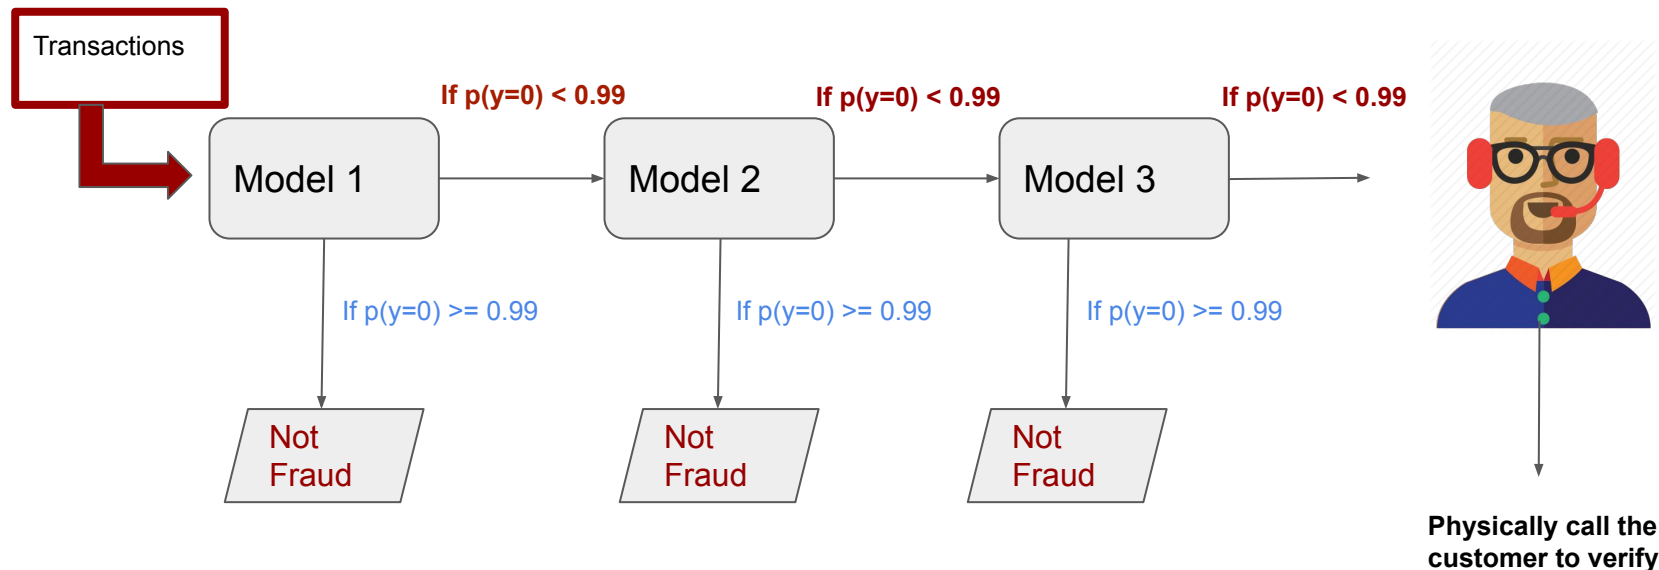 Transactions
If p(y=0) < 0.99
If p(y=0) < 0.99
If p(y=0) < 0.99
Model 1
Model 2
Model 3
If p(y=0) >= 0.99
If p(y=0) >= 0.99
If p(y=0) >= 0.99
Not
Fraud
Not
Fraud
Not
Fraud
Physically call the
customer to verify